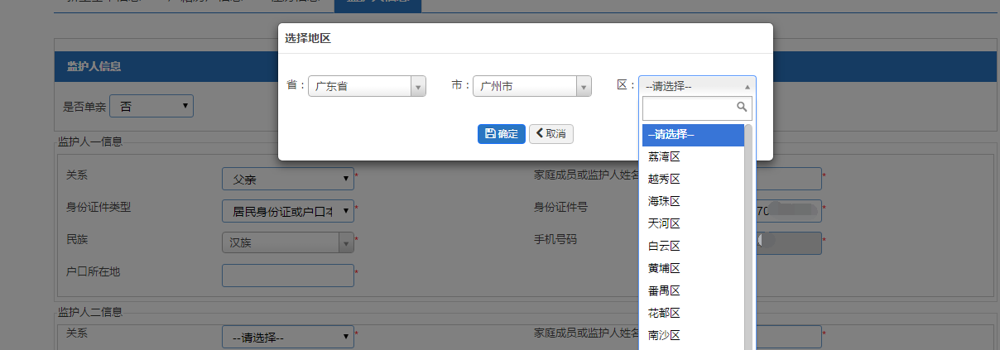 监护人信息
选择地区
省：
广东省
市：
广州市
区：
--请选择--
确定
取消
--请选择--
荔湾区
越秀区
海珠区
天河区
白云区
黄埔区
番禺区
花都区
南沙区
监护人信息
是否单亲
否
监护人一信息
关系
父亲
*
家庭成员或监护人姓名
*
身份证件类型
居民身份证或户口本
*
身份证件号
*
民族
汉族
*
手机号码
*
户口所在地
*
监护人二信息
关系
--请选择--
*
家庭成员或监护人姓名
*